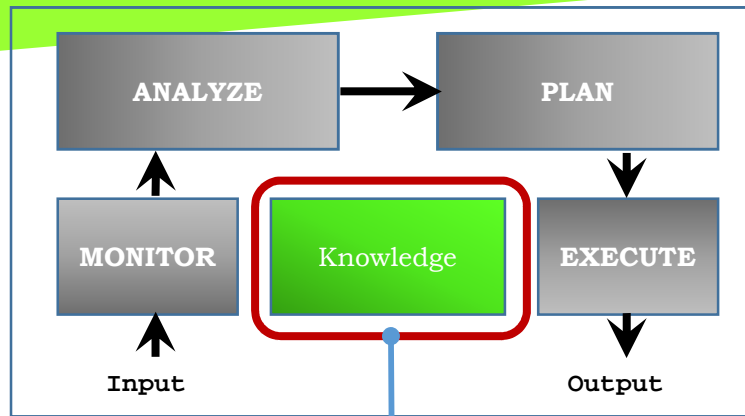 ANALYZE
PLAN
MONITOR
Knowledge
EXECUTE
Input
Output